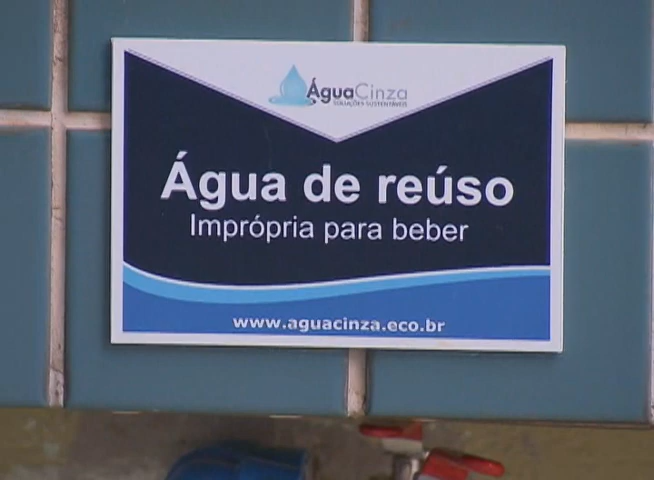 ÁguaCinza
SOLUÇÕES SUSTENTÁVEIS
Água de reúso
Imprópria para beber
www.aguacinza.eco.br